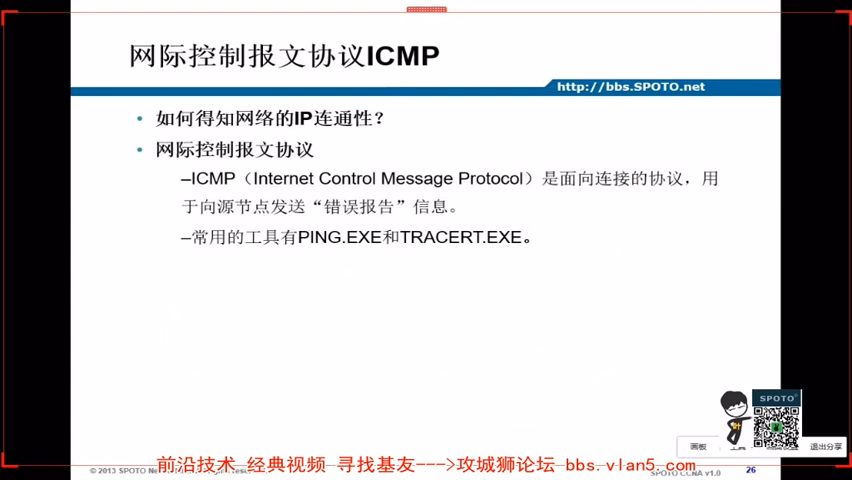 网际控制报文协议ICMP
http://bbs.SPOTO.net
• 如何得知网络的IP连通性？
• 网际控制报文协议
–ICMP（Internet Control Message Protocol）是面向连接的协议，用
于向源节点发送“错误报告”信息。
–常用的工具有PING.EXE和TRACERT.EXE。
SPOTO
画板
退出分享
前沿技术 经典视频 寻找基友--->攻城狮论坛 bbs.vlan5.com
© 2013 SPOTO
SPOTO CCNA v1.0
26